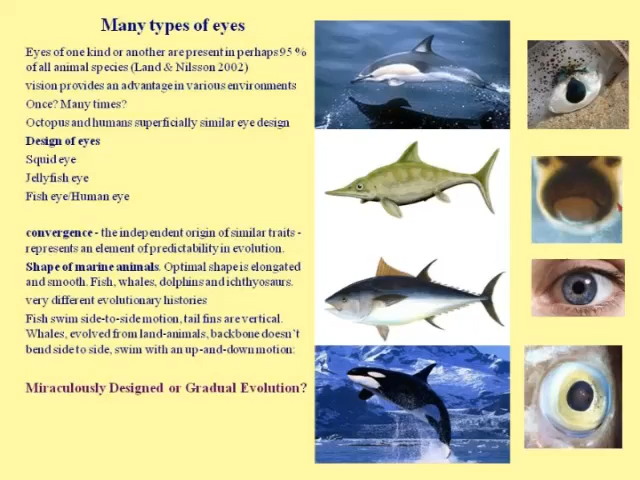 Many types of eyes
Eyes of one kind or another are present in perhaps 95 %
of all animal species (Land & Nilsson 2002)
vision provides an advantage in various environments
Once? Many times?
Octopus and humans superficially similar eye design
Design of eyes
Squid eye
Jellyfish eye
Fish eye/Human eye
convergence - the independent origin of similar traits -
represents an element of predictability in evolution.
Shape of marine animals. Optimal shape is elongated
and smooth. Fish, whales, dolphins and ichthyosaurs.
very different evolutionary histories
Fish swim side-to-side motion, tail fins are vertical.
Whales, evolved from land-animals, backbone doesn't
bend side to side, swim with an up-and-down motion:
Miraculously Designed or Gradual Evolution?